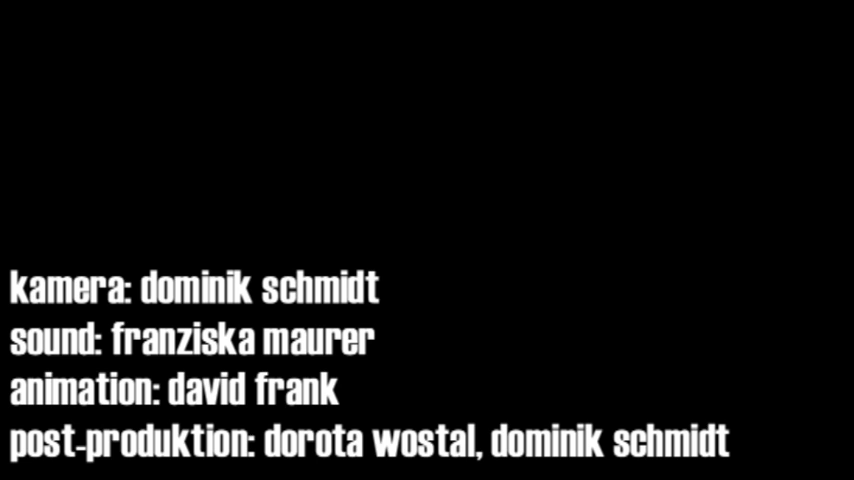 kamera: dominik schmidt
sound: franziska maurer
animation: david frank
post-produktion: dorota wostal, dominik schmidt